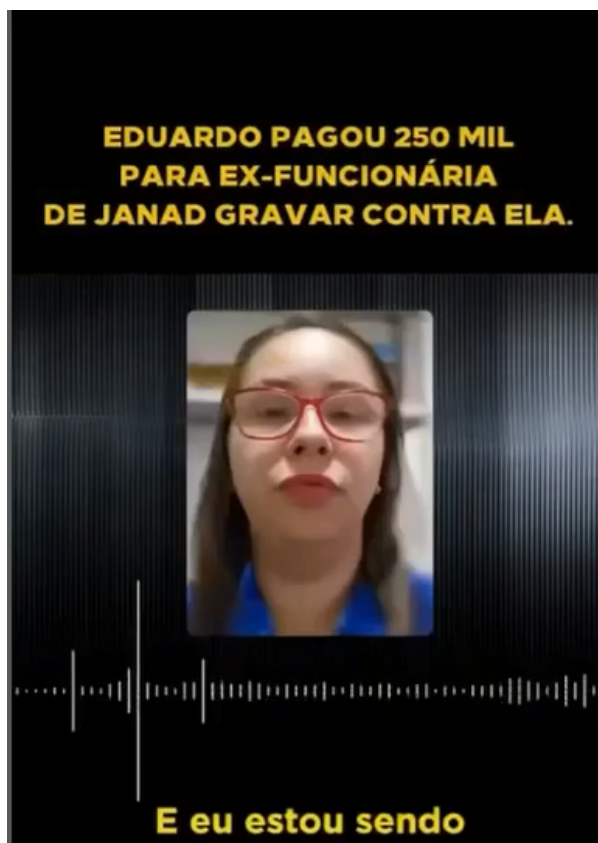 EDUARDO PAGOU 250 MIL
PARA EX-FUNCIONÁRIA
DE JANAD GRAVAR CONTRA ELA.
E eu estou sendo